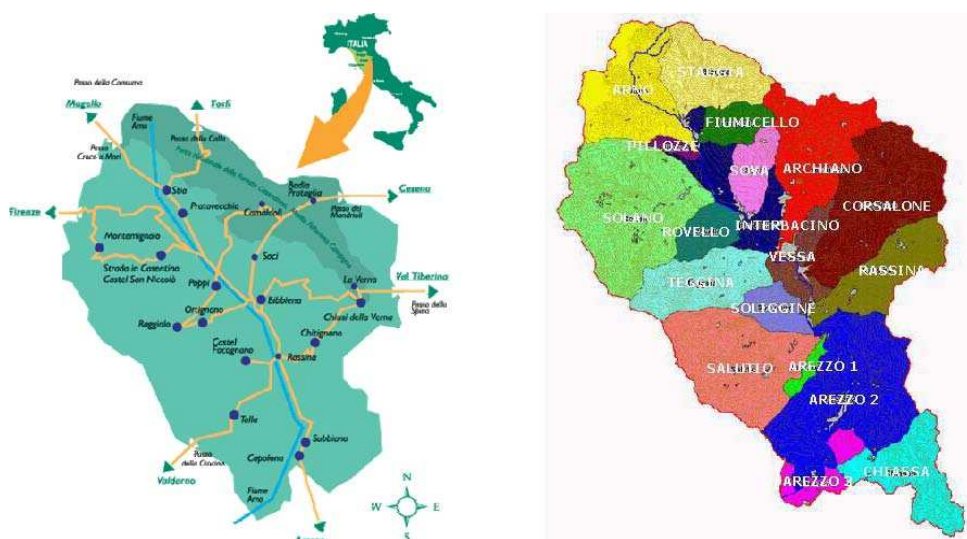 ITALIA
Passo della Consuma
Mugello
Forlì
Fiume
Arno
Passo della Calla
Passo
Croce a Mori
Stia
Badia
Prataglia
Cesena
Passo dei
Mandrioli
Pratovecchio
Camaldoli
Firenze
Montemignaio
Strada in Casentino
Castel San Niccolò
Soci
Poppi
La Verna
Val Tiberina
Bibbiena
Chiusi della Verna
Passo dello
Spino
Ortignano
Raggiolo
Chitignano
Castel
Focognano
Rassina
Talla
Subbiano
Capolona
Passo
della Crocina
Valdarno
Fiume
Arno
N
W
E
S
STAGGIA
ARNO
FIUMICELLO
PILLOZZE
SOVA
ARCHIANO
CORSALONE
SOLANO
ROVELLO
INTERBACINO
VESSA
RASSINA
TEGGINA
SOLEGGINE
SALUTIO
AREZZO 1
AREZZO 2
CHIASSA
AREZZO 3